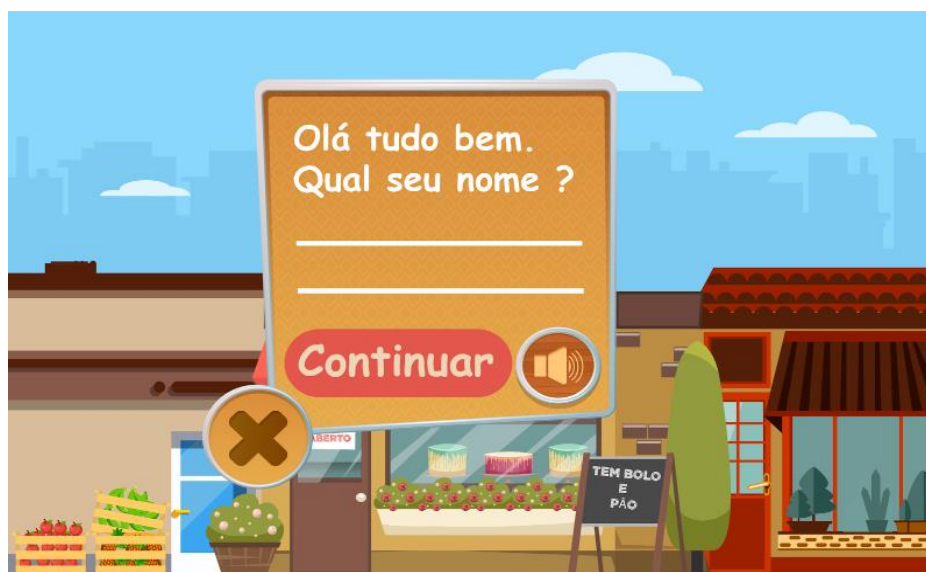 Olá tudo bem.
Qual seu nome ?
Continuar
ABERTO
TEM BOLO
E
PÃO